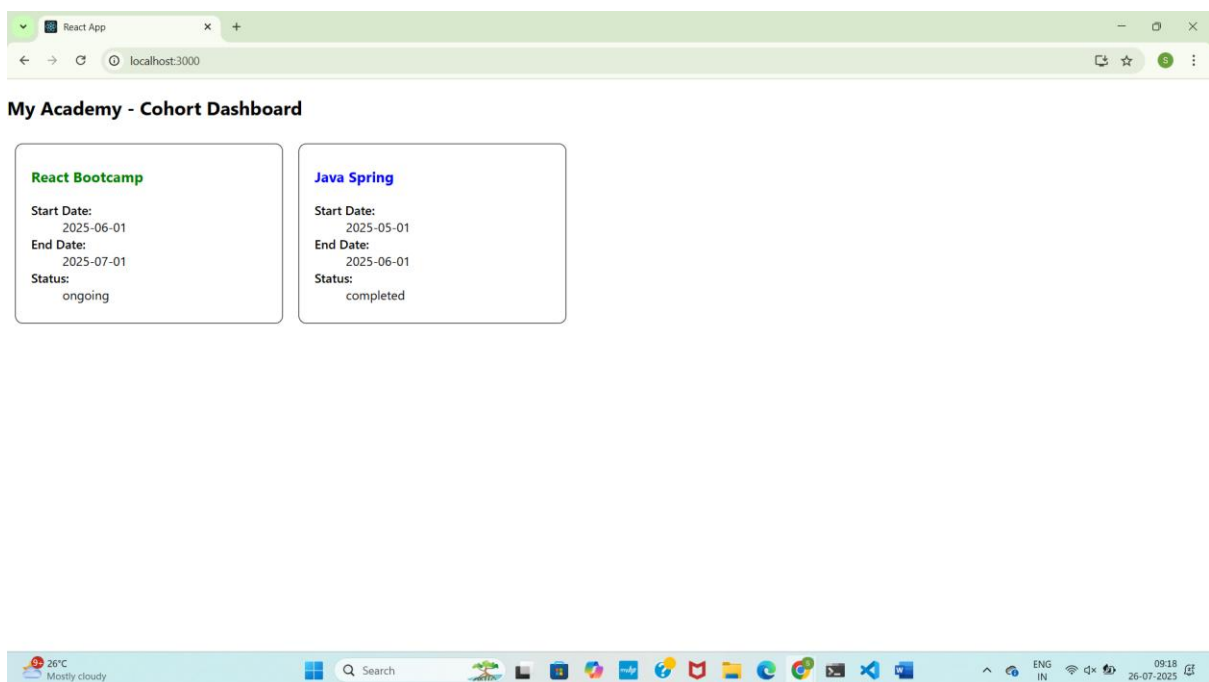 React App
localhost:3000
S
My Academy - Cohort Dashboard
React Bootcamp
Start Date:
2025-06-01
End Date:
2025-07-01
Status:
ongoing
Java Spring
Start Date:
2025-05-01
End Date:
2025-06-01
Status:
completed
9+
26°C
Mostly cloudy
Search
ENG
IN
09:18
26-07-2025